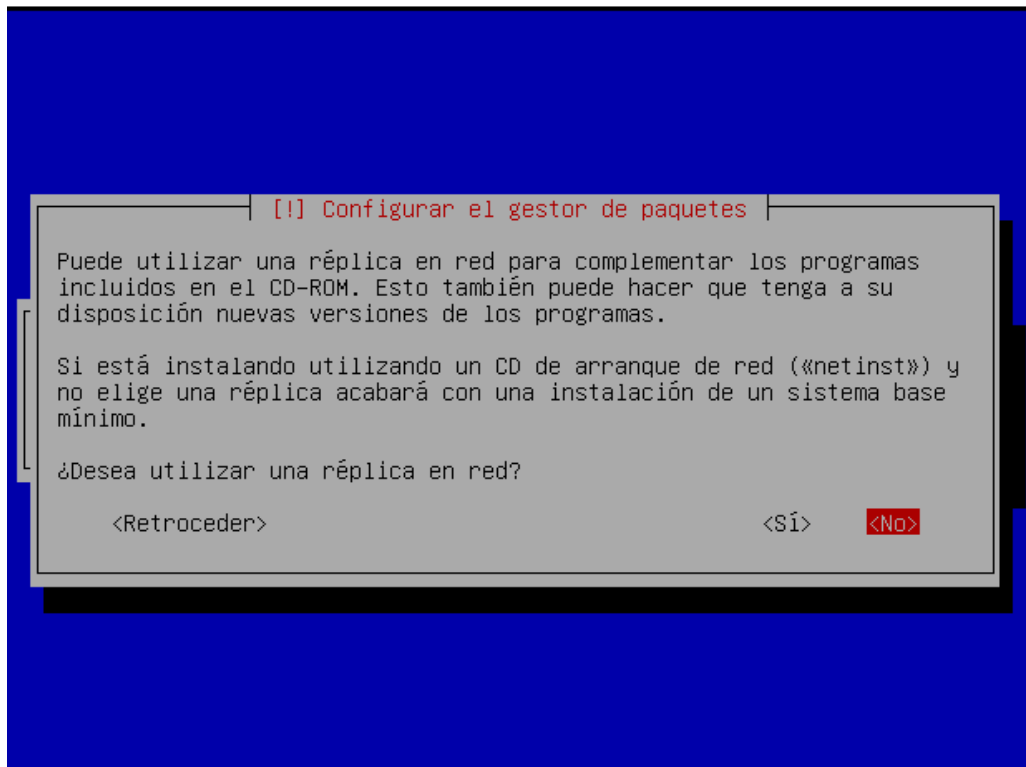 [!] Configurar el gestor de paquetes
Puede utilizar una réplica en red para complementar los programas
incluidos en el CD-ROM. Esto también puede hacer que tenga a su
disposición nuevas versiones de los programas.
Si está instalando utilizando un CD de arranque de red («netinst») y
no elige una réplica acabará con una instalación de un sistema base
mínimo.
¿Desea utilizar una réplica en red?
<Retroceder> <Sí> <No>